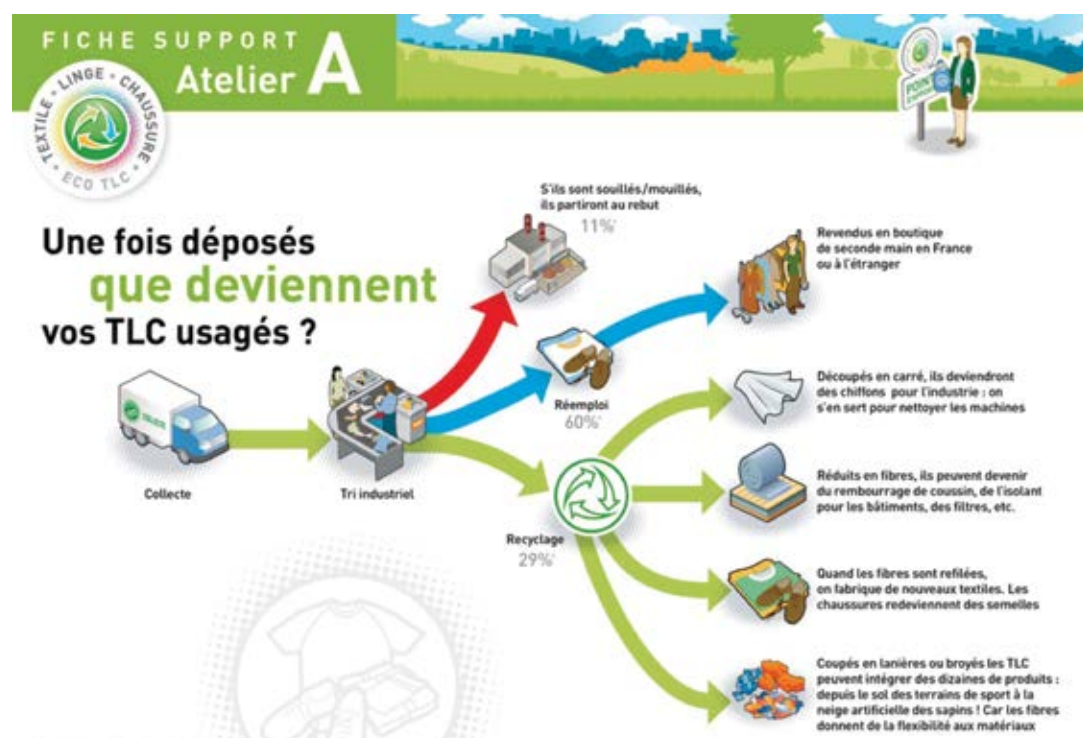 FICHE SUPPORT
Atelier A
TEXTILE • LINGE • CHAUSSURE •
ECO TLC
POINT
Une fois déposés
que deviennent
vos TLC usagés ?
S'ils sont souillés/mouillés,
ils partiront au rebut
11%*
Revendus en boutique
de seconde main en France
ou à l'étranger
Réemploi
60%*
Découpés en carré, ils deviendront
des chiffons pour l'industrie : on
s'en sert pour nettoyer les machines
Collecte
Tri industriel
Réduits en fibres, ils peuvent devenir
du rembourrage de coussin, de l'isolant
pour les bâtiments, des filtres, etc.
Recyclage
29%*
Quand les fibres sont refilées,
on fabrique de nouveaux textiles. Les
chaussures redeviennent des semelles
Coupés en lanières ou broyés les TLC
peuvent intégrer des dizaines de produits :
depuis le sol des terrains de sport à la
neige artificielle des sapins ! Car les fibres
donnent de la flexibilité aux matériaux